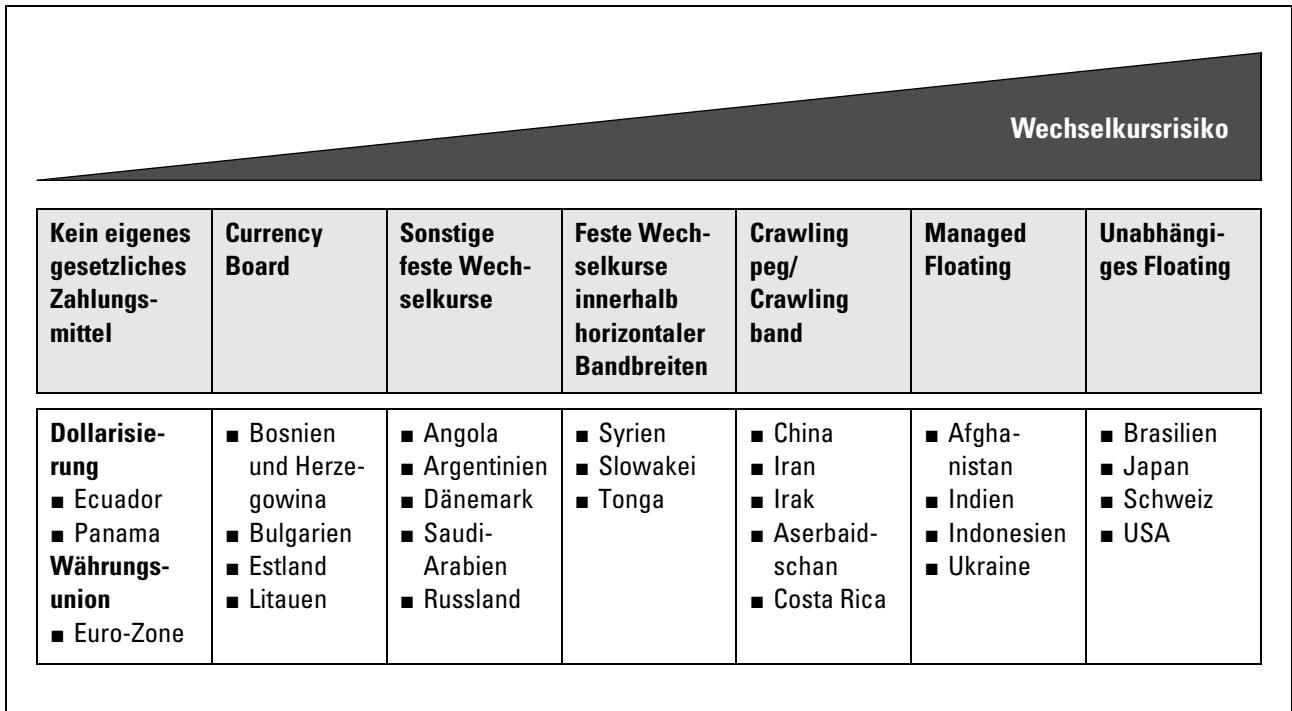 Wechselkursrisiko
Kein eigenes
gesetzliches
Zahlungs-
mittel
Currency
Board
Sonstige
feste Wech-
selkurse
Feste Wech-
selkurse
innerhalb
horizontaler
Bandbreiten
Crawling
peg/
Crawling
band
Managed
Floating
Unabhängi-
ges Floating
Dollarisie-
rung
■ Ecuador
■ Panama
Währungs-
union
■ Euro-Zone
■ Bosnien
und Herze-
gowina
■ Bulgarien
■ Estland
■ Litauen
■ Angola
■ Argentinien
■ Dänemark
■ Saudi-
Arabien
■ Russland
■ Syrien
■ Slowakei
■ Tonga
■ China
■ Iran
■ Irak
■ Aserbaid-
schan
■ Costa Rica
■ Afgha-
nistan
■ Indien
■ Indonesien
■ Ukraine
■ Brasilien
■ Japan
■ Schweiz
■ USA